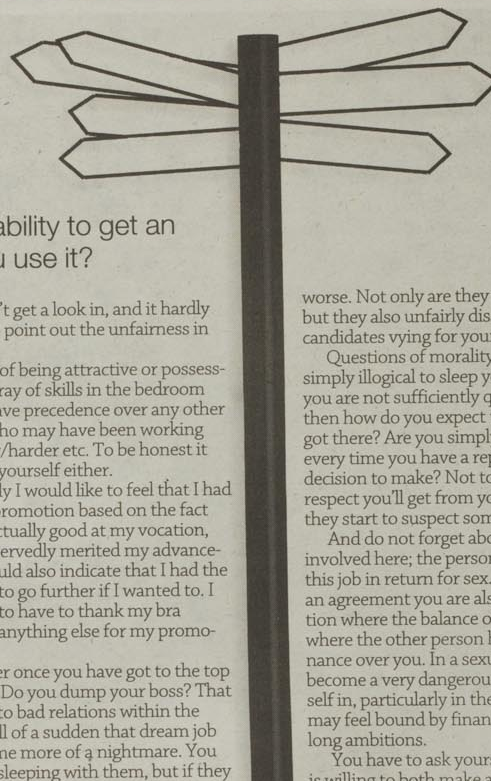 ability to get an
u use it?
't get a look in, and it hardly
point out the unfairness in
of being attractive or possess-
ray of skills in the bedroom
ve precedence over any other
ho may have been working
/harder etc. To be honest it
yourself either.
ly I would like to feel that I had
romotion based on the fact
ctually good at my vocation,
ervedly merited my advance-
uld also indicate that I had the
to go further if I wanted to. I
to have to thank my bra
anything else for my promo-
er once you have got to the top
Do you dump your boss? That
to bad relations within the
ll of a sudden that dream job
me more of a nightmare. You
sleeping with them, but if they
worse. Not only are they
but they also unfairly dis
candidates vying for your
Questions of morality
simply illogical to sleep y
you are not sufficiently q
then how do you expect
got there? Are you simpl
every time you have a rep
decision to make? Not to
respect you'll get from yo
they start to suspect som
And do not forget abo
involved here; the person
this job in return for sex.
an agreement you are als
tion where the balance o
where the other person h
nance over you. In a sexu
become a very dangerou
self in, particularly in the
may feel bound by finan
long ambitions.
You have to ask yours
is willing to both make a